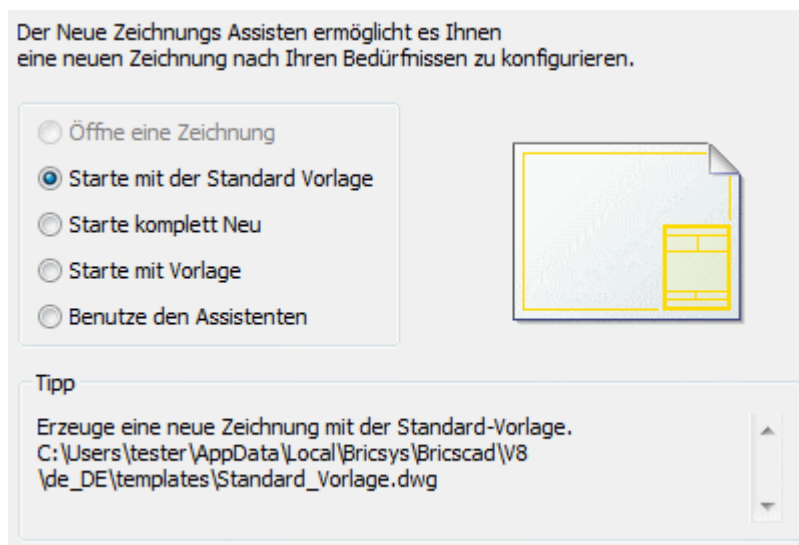 Der Neue Zeichnungs Assisten ermöglicht es Ihnen
eine neuen Zeichnung nach Ihren Bedürfnissen zu konfigurieren.
Öffne eine Zeichnung
Starte mit der Standard Vorlage
Starte komplett Neu
Starte mit Vorlage
Benutze den Assistenten
Tipp
Erzeuge eine neue Zeichnung mit der Standard-Vorlage.
C:\Users\tester\AppData\Local\Bricsys\Bricscad\V8
\de_DE\templates\Standard_Vorlage.dwg